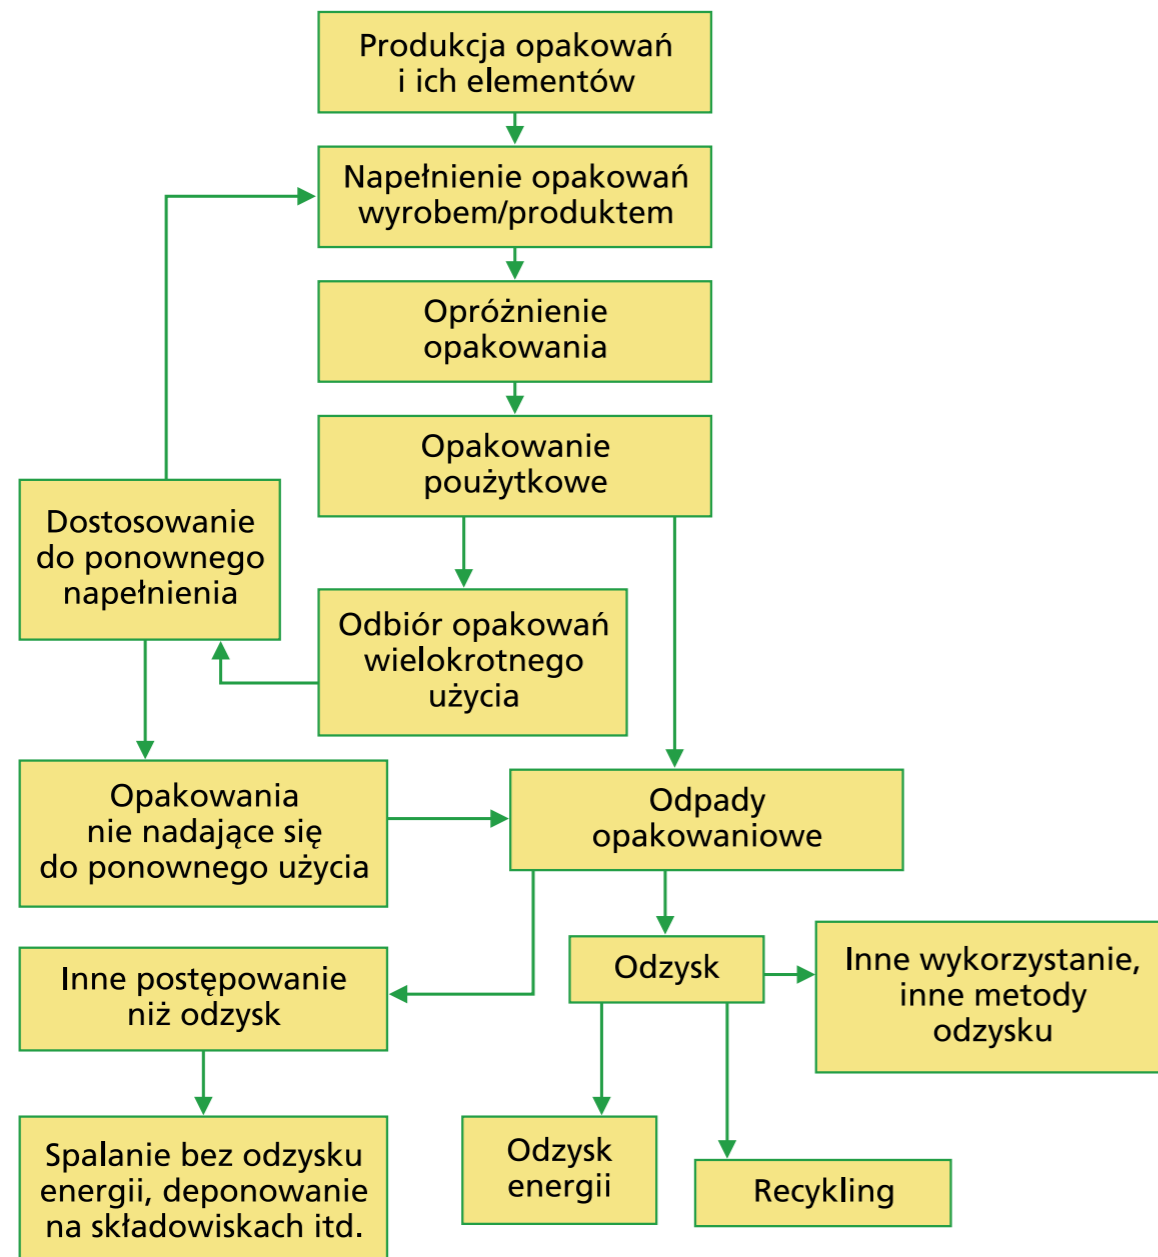 Produkcja opakowań
i ich elementów
Napełnienie opakowań
wyrobem/produktem
Opróżnienie
opakowania
Opakowanie
poużytkowe
Dostosowanie
do ponownego
napełnienia
Odbiór opakowań
wielokrotnego
użycia
Opakowania
nie nadające się
do ponownego użycia
Odpady
opakowaniowe
Inne postępowanie
niż odzysk
Odzysk
Inne wykorzystanie,
inne metody
odzysku
Spalanie bez odzysku
energii, deponowanie
na składowiskach itd.
Odzysk
energii
Recykling